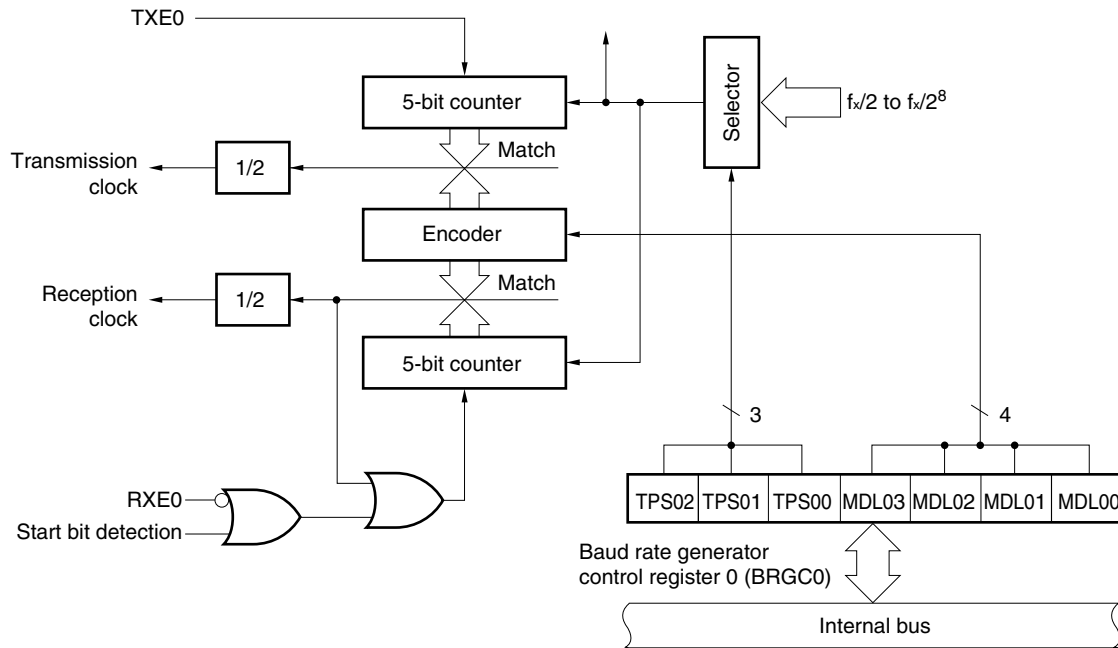 TXE0
5-bit counter
Selector
fx/2 to fx/2⁸
Match
Transmission
clock
1/2
Encoder
Match
Reception
clock
1/2
5-bit counter
3
4
RXE0
Start bit detection
TPS02 TPS01 TPS00 MDL03 MDL02 MDL01 MDL00
Baud rate generator
control register 0 (BRGC0)
Internal bus